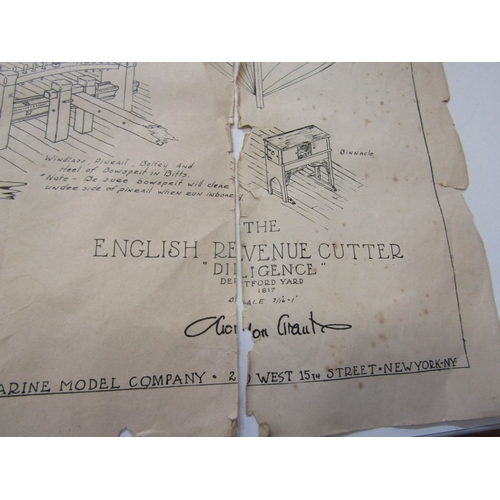 Windlass, Pinrail, Belfry and
Heel of Bowsprit in Bitts.
"Note - Be sure bowsprit will clear
under side of pinrail when run inboard
Binnacle
THE
ENGLISH REVENUE CUTTER
"DILIGENCE"
DEPTFORD YARD
1817
SCALE 3/16"=1'
Gordon Grant
ARINE MODEL COMPANY • 2 0 WEST 15TH STREET • NEW YORK • NY